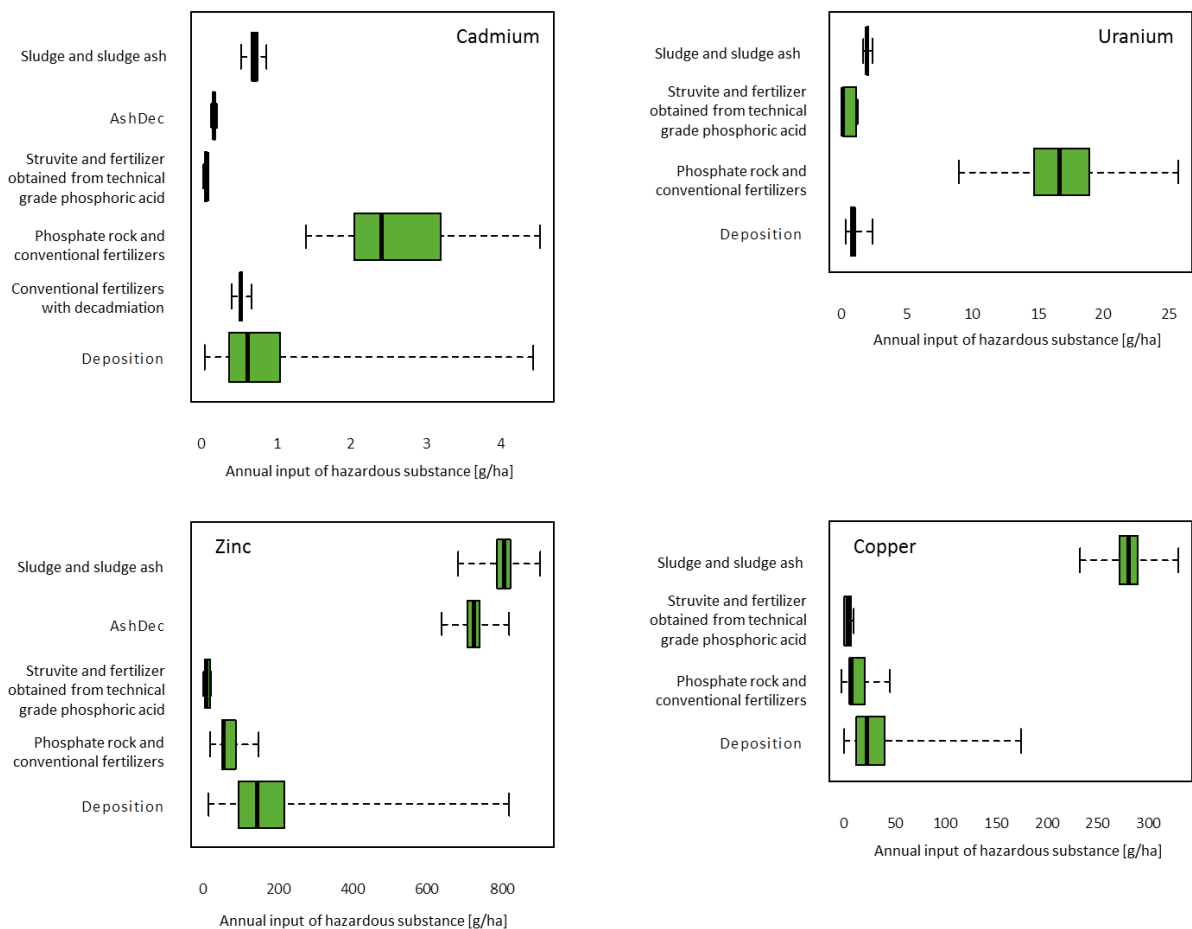 Cadmium
Sludge and sludge ash
AshDec
Struvite and fertilizer
obtained from technical
grade phosphoric acid
Phosphate rock and
conventional fertilizers
Conventional fertilizers
with decadmiation
Deposition
0 1 2 3 4
Annual input of hazardous substance [g/ha]
Uranium
Sludge and sludge ash
Struvite and fertilizer
obtained from technical
grade phosphoric acid
Phosphate rock and
conventional fertilizers
Deposition
0 5 10 15 20 25
Annual input of hazardous substance [g/ha]
Zinc
Sludge and sludge ash
AshDec
Struvite and fertilizer
obtained from technical
grade phosphoric acid
Phosphate rock and
conventional fertilizers
Deposition
0 200 400 600 800
Annual input of hazardous substance [g/ha]
Copper
Sludge and sludge ash
Struvite and fertilizer
obtained from technical
grade phosphoric acid
Phosphate rock and
conventional fertilizers
Deposition
0 50 100 150 200 250 300
Annual input of hazardous substance [g/ha]